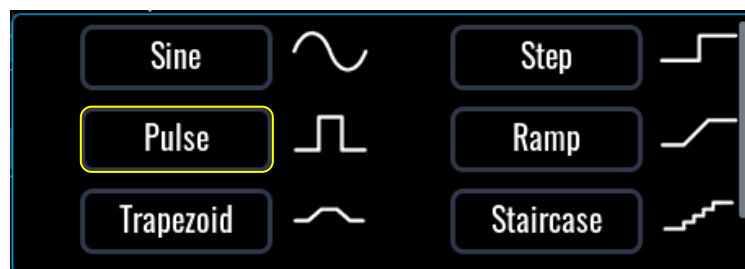 Sine
Step
Pulse
Ramp
Trapezoid
Staircase